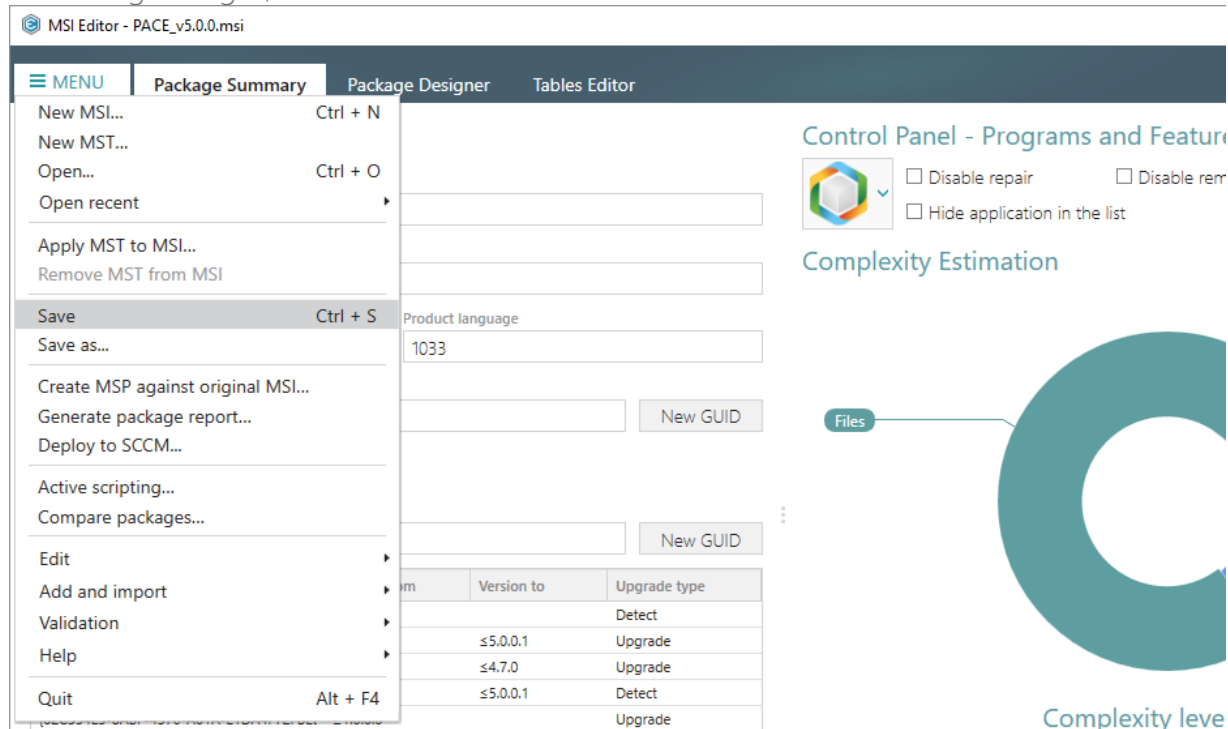 MSI Editor - PACE_v5.0.0.msi
MENU Package Summary Package Designer Tables Editor
New MSI... Ctrl + N
New MST...
Open... Ctrl + O
Open recent
Apply MST to MSI...
Remove MST from MSI
Save Ctrl + S
Save as...
Create MSP against original MSI...
Generate package report...
Deploy to SCCM...
Active scripting...
Compare packages...
Edit
Add and import
Validation
Help
Quit Alt + F4
Product language
1033
New GUID
New GUID
om Version to Upgrade type
Detect
≤5.0.0.1 Upgrade
≤4.7.0 Upgrade
≤5.0.0.1 Detect
Upgrade
Control Panel - Programs and Feature
Disable repair Disable rem
Hide application in the list
Complexity Estimation
Files
Complexity leve